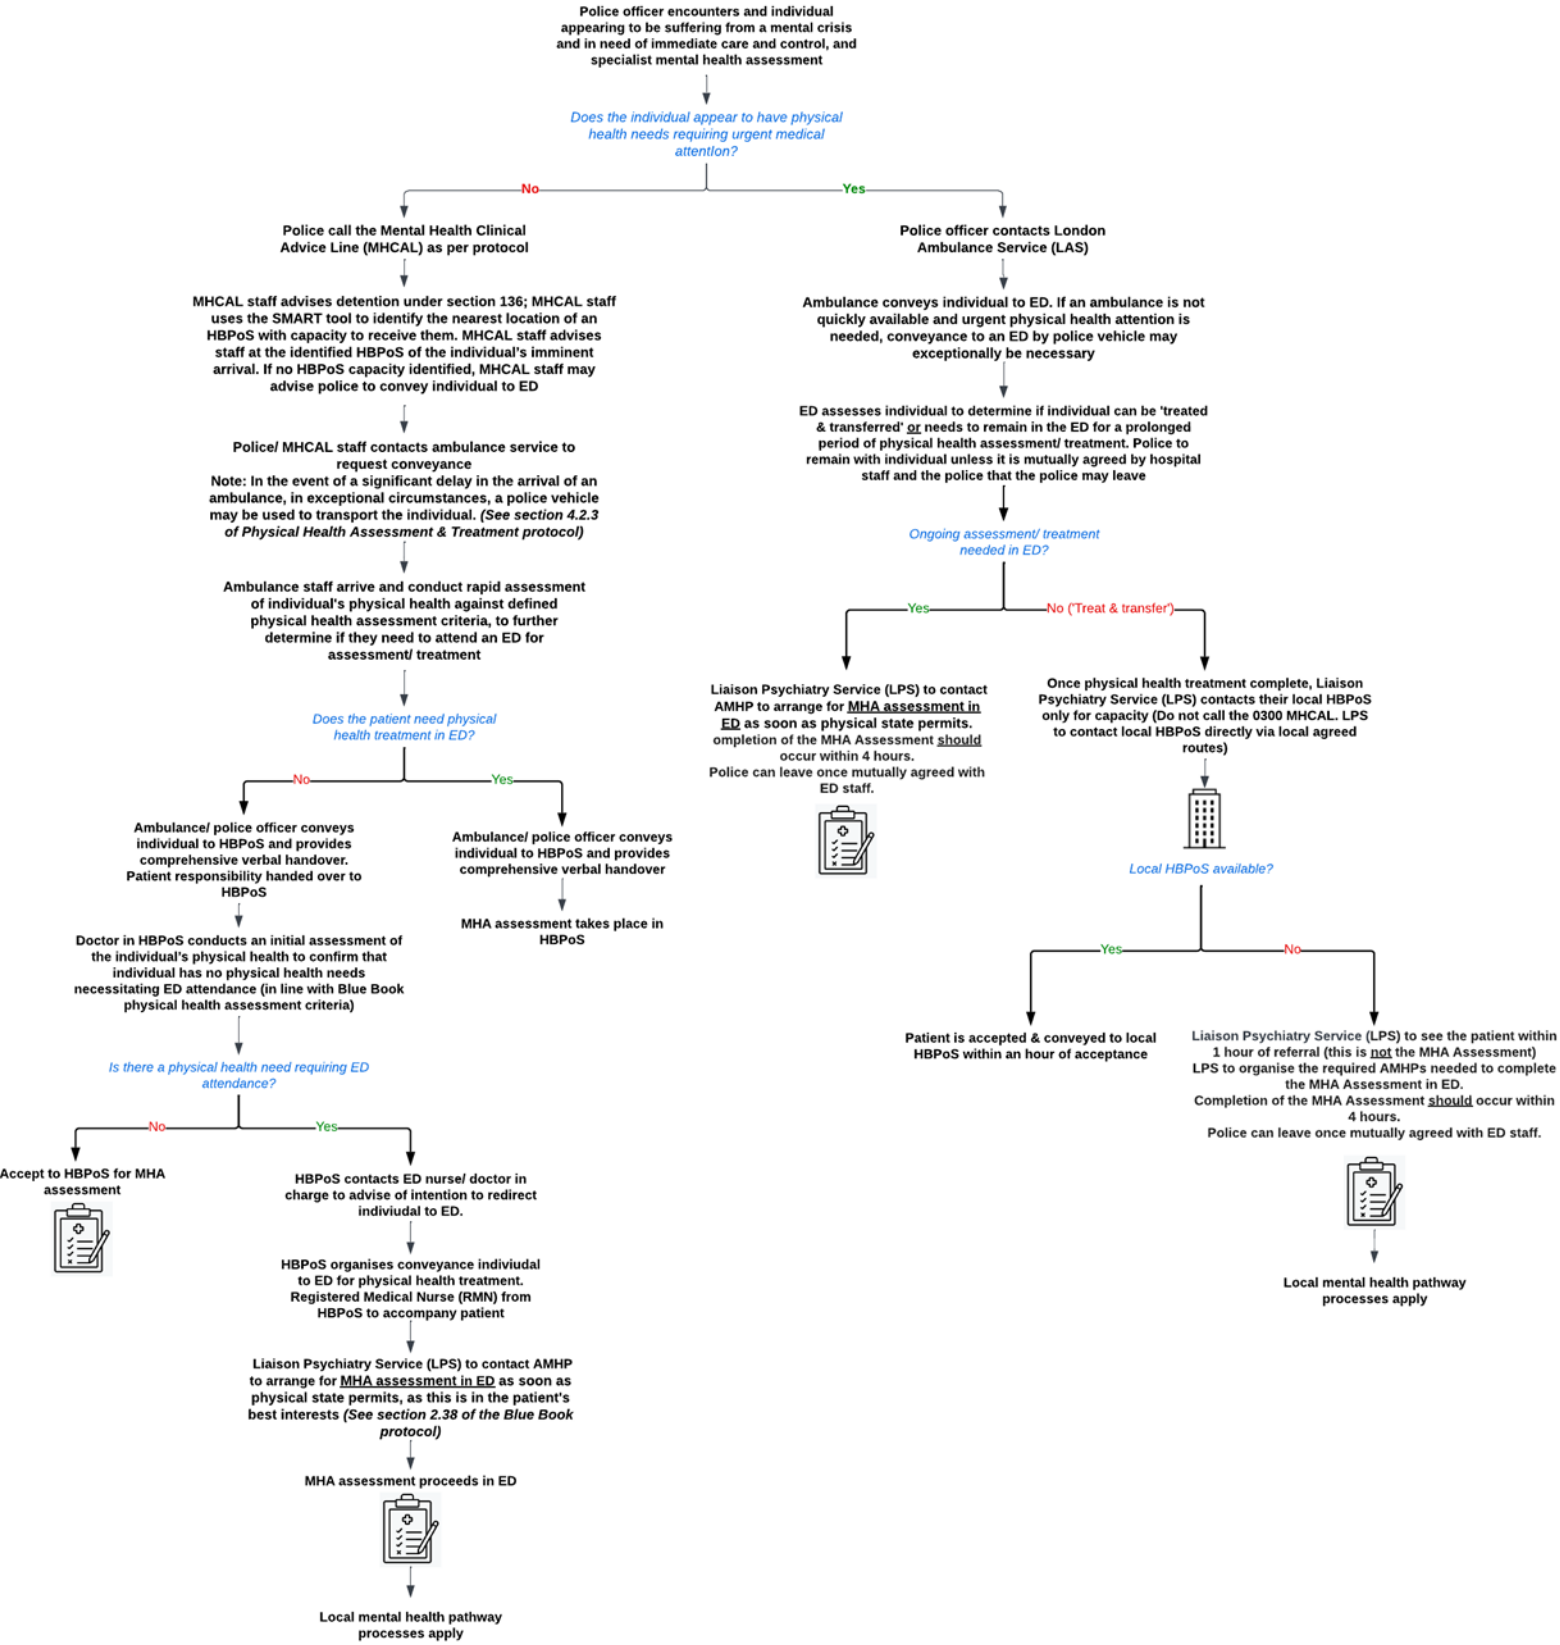 Police officer encounters and individual
appearing to be suffering from a mental crisis
and in need of immediate care and control, and
specialist mental health assessment
Does the individual appear to have physical
health needs requiring urgent medical
attention?
No
Yes
Police call the Mental Health Clinical
Advice Line (MHCAL) as per protocol
MHCAL staff advises detention under section 136; MHCAL staff
uses the SMART tool to identify the nearest location of an
HBPoS with capacity to receive them. MHCAL staff advises
staff at the identified HBPoS of the individual's imminent
arrival. If no HBPoS capacity identified, MHCAL staff may
advise police to convey individual to ED
Police/ MHCAL staff contacts ambulance service to
request conveyance
Note: In the event of a significant delay in the arrival of an
ambulance, in exceptional circumstances, a police vehicle
may be used to transport the individual. (See section 4.2.3
of Physical Health Assessment & Treatment protocol)
Ambulance staff arrive and conduct rapid assessment
of individual's physical health against defined
physical health assessment criteria, to further
determine if they need to attend an ED for
assessment/ treatment
Does the patient need physical
health treatment in ED?
No
Yes
Ambulance/ police officer conveys
individual to HBPoS and provides
comprehensive verbal handover.
Patient responsibility handed over to
HBPoS
Doctor in HBPoS conducts an initial assessment of
the individual's physical health to confirm that
individual has no physical health needs
necessitating ED attendance (in line with Blue Book
physical health assessment criteria)
Is there a physical health need requiring ED
attendance?
No
Yes
Accept to HBPoS for MHA
assessment
HBPoS contacts ED nurse/ doctor in
charge to advise of intention to redirect
indiviudal to ED.
HBPoS organises conveyance indiviudal
to ED for physical health treatment.
Registered Medical Nurse (RMN) from
HBPoS to accompany patient
Liaison Psychiatry Service (LPS) to contact AMHP
to arrange for MHA assessment in ED as soon as
physical state permits, as this is in the patient's
best interests (See section 2.38 of the Blue Book
protocol)
MHA assessment proceeds in ED
Local mental health pathway
processes apply
Ambulance/ police officer conveys
individual to HBPoS and provides
comprehensive verbal handover
MHA assessment takes place in
HBPoS
Police officer contacts London
Ambulance Service (LAS)
Ambulance conveys individual to ED. If an ambulance is not
quickly available and urgent physical health attention is
needed, conveyance to an ED by police vehicle may
exceptionally be necessary
ED assesses individual to determine if individual can be 'treated
& transferred' or needs to remain in the ED for a prolonged
period of physical health assessment/ treatment. Police to
remain with individual unless it is mutually agreed by hospital
staff and the police that the police may leave
Ongoing assessment/ treatment
needed in ED?
Yes
No ('Treat & transfer')
Liaison Psychiatry Service (LPS) to contact
AMHP to arrange for MHA assessment in
ED as soon as physical state permits.
ompletion of the MHA Assessment should
occur within 4 hours.
Police can leave once mutually agreed with
ED staff.
Once physical health treatment complete, Liaison
Psychiatry Service (LPS) contacts their local HBPoS
only for capacity (Do not call the 0300 MHCAL. LPS
to contact local HBPoS directly via local agreed
routes)
Local HBPoS available?
Yes
No
Patient is accepted & conveyed to local
HBPoS within an hour of acceptance
Liaison Psychiatry Service (LPS) to see the patient within
1 hour of referral (this is not the MHA Assessment)
LPS to organise the required AMHPs needed to complete
the MHA Assessment in ED.
Completion of the MHA Assessment should occur within
4 hours.
Police can leave once mutually agreed with ED staff.
Local mental health pathway
processes apply